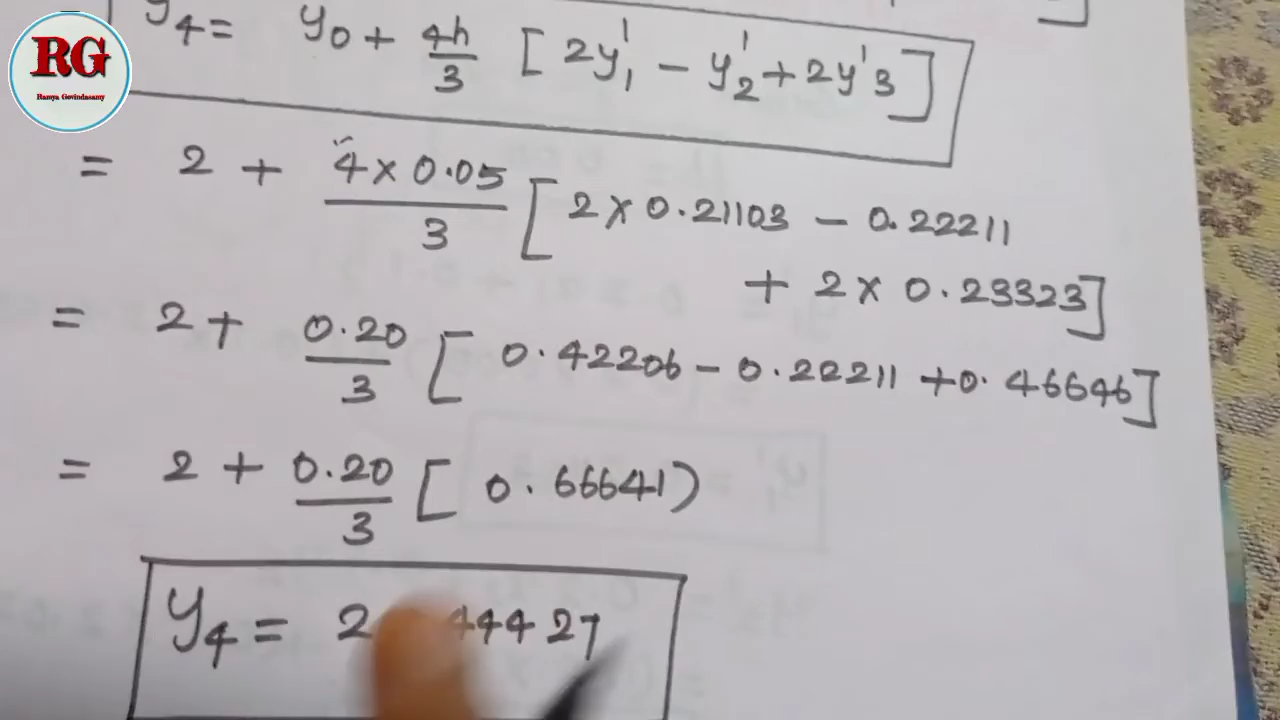 RG
Ramya Govindasamy
]
y4 = y0 + 4h/3 [ 2y'1 - y'2 + 2y'3 ]
= 2 + 4 × 0.05/3 [ 2 × 0.21103 - 0.22211
+ 2 × 0.23323 ]
= 2 + 0.20/3 [ 0.42206 - 0.22211 + 0.46646 ]
= 2 + 0.20/3 [ 0.66641 )
y4 = 2 44427